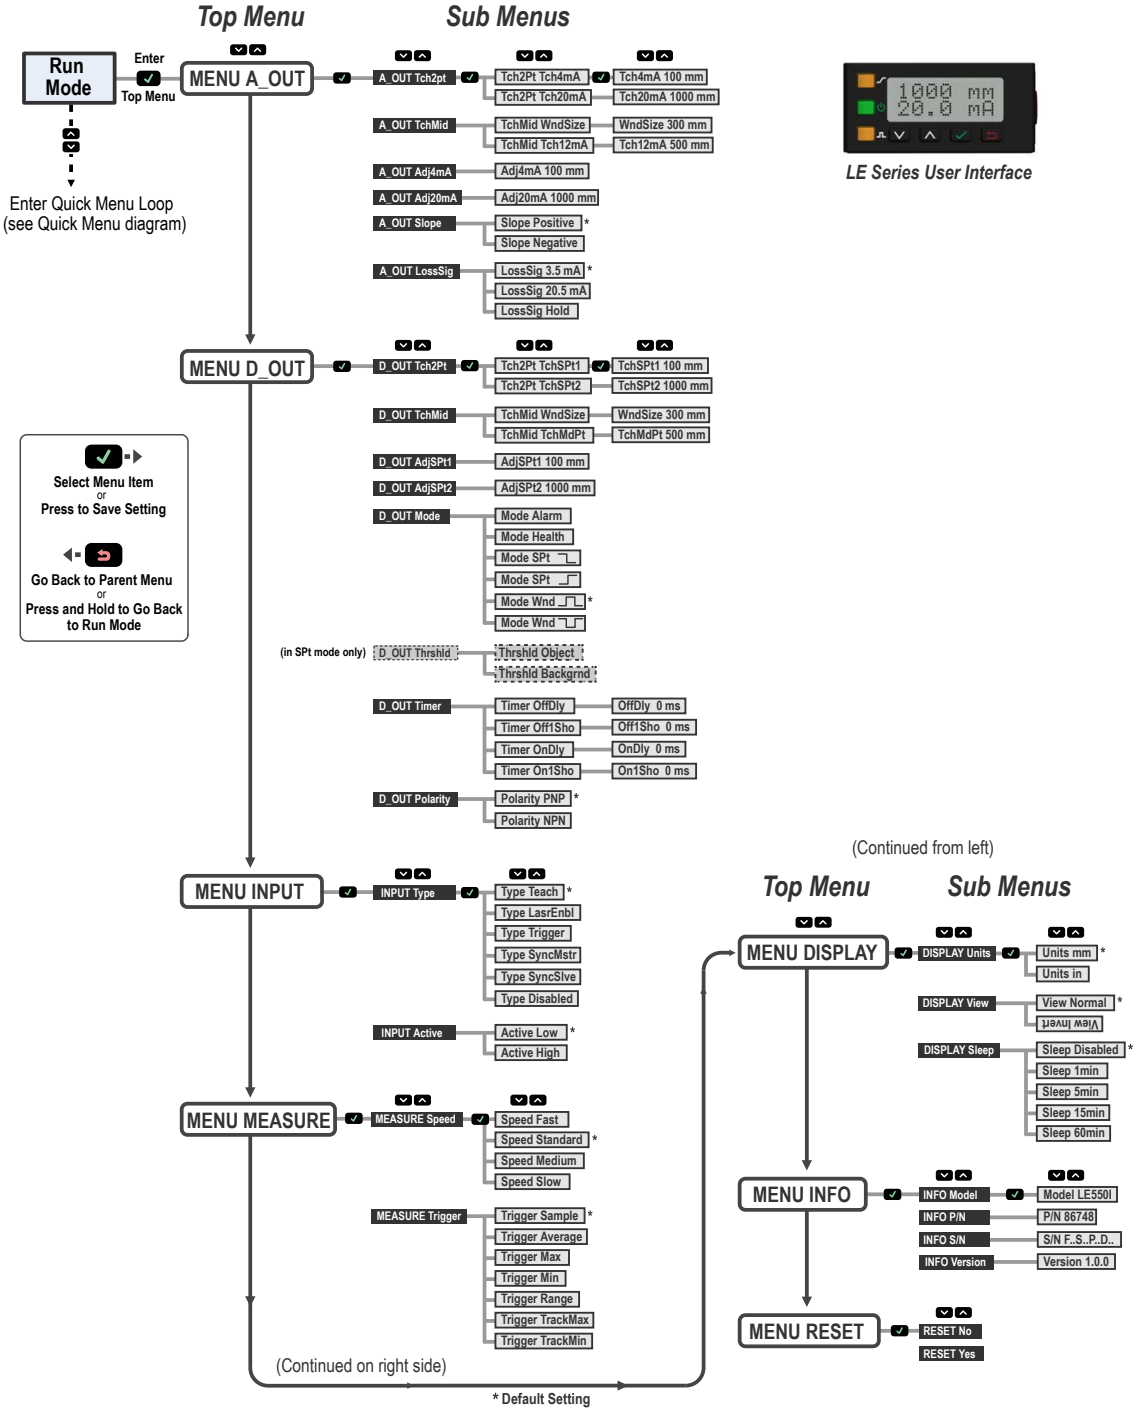 Top Menu
Sub Menus
Run
Mode
Enter
Top Menu
Enter Quick Menu Loop
(see Quick Menu diagram)
MENU A_OUT
A_OUT Tch2pt
Tch2Pt Tch4mA
Tch4mA 100 mm
Tch2Pt Tch20mA
Tch20mA 1000 mm
A_OUT TchMid
TchMid WndSize
WndSize 300 mm
TchMid Tch12mA
Tch12mA 500 mm
A_OUT Adj4mA
Adj4mA 100 mm
A_OUT Adj20mA
Adj20mA 1000 mm
A_OUT Slope
Slope Positive *
Slope Negative
A_OUT LossSig
LossSig 3.5 mA *
LossSig 20.5 mA
LossSig Hold
1000 mm
20.0 mA
LE Series User Interface
MENU D_OUT
D_OUT Tch2Pt
Tch2Pt TchSPt1
TchSPt1 100 mm
Tch2Pt TchSPt2
TchSPt2 1000 mm
D_OUT TchMid
TchMid WndSize
WndSize 300 mm
TchMid TchMdPt
TchMdPt 500 mm
D_OUT AdjSPt1
AdjSPt1 100 mm
D_OUT AdjSPt2
AdjSPt2 1000 mm
D_OUT Mode
Mode Alarm
Mode Health
Mode SPt
Mode SPt
Mode Wnd *
Mode Wnd
(in SPt mode only)
D_OUT Thrshld
Thrshld Object
Thrshld Backgrnd
D_OUT Timer
Timer OffDly
OffDly 0 ms
Timer Off1Sho
Off1Sho 0 ms
Timer OnDly
OnDly 0 ms
Timer On1Sho
On1Sho 0 ms
D_OUT Polarity
Polarity PNP *
Polarity NPN
Select Menu Item
or
Press to Save Setting
Go Back to Parent Menu
or
Press and Hold to Go Back
to Run Mode
MENU INPUT
INPUT Type
Type Teach *
Type LasrEnbl
Type Trigger
Type SyncMstr
Type SyncSlve
Type Disabled
INPUT Active
Active Low *
Active High
MENU MEASURE
MEASURE Speed
Speed Fast
Speed Standard *
Speed Medium
Speed Slow
MEASURE Trigger
Trigger Sample *
Trigger Average
Trigger Max
Trigger Min
Trigger Range
Trigger TrackMax
Trigger TrackMin
(Continued on right side)
* Default Setting
(Continued from left)
Top Menu
Sub Menus
MENU DISPLAY
DISPLAY Units
Units mm *
Units in
DISPLAY View
View Normal *
View Invert
DISPLAY Sleep
Sleep Disabled *
Sleep 1min
Sleep 5min
Sleep 15min
Sleep 60min
MENU INFO
INFO Model
Model LE550I
INFO P/N
P/N 86748
INFO S/N
S/N F..S..P..D..
INFO Version
Version 1.0.0
MENU RESET
RESET No
RESET Yes